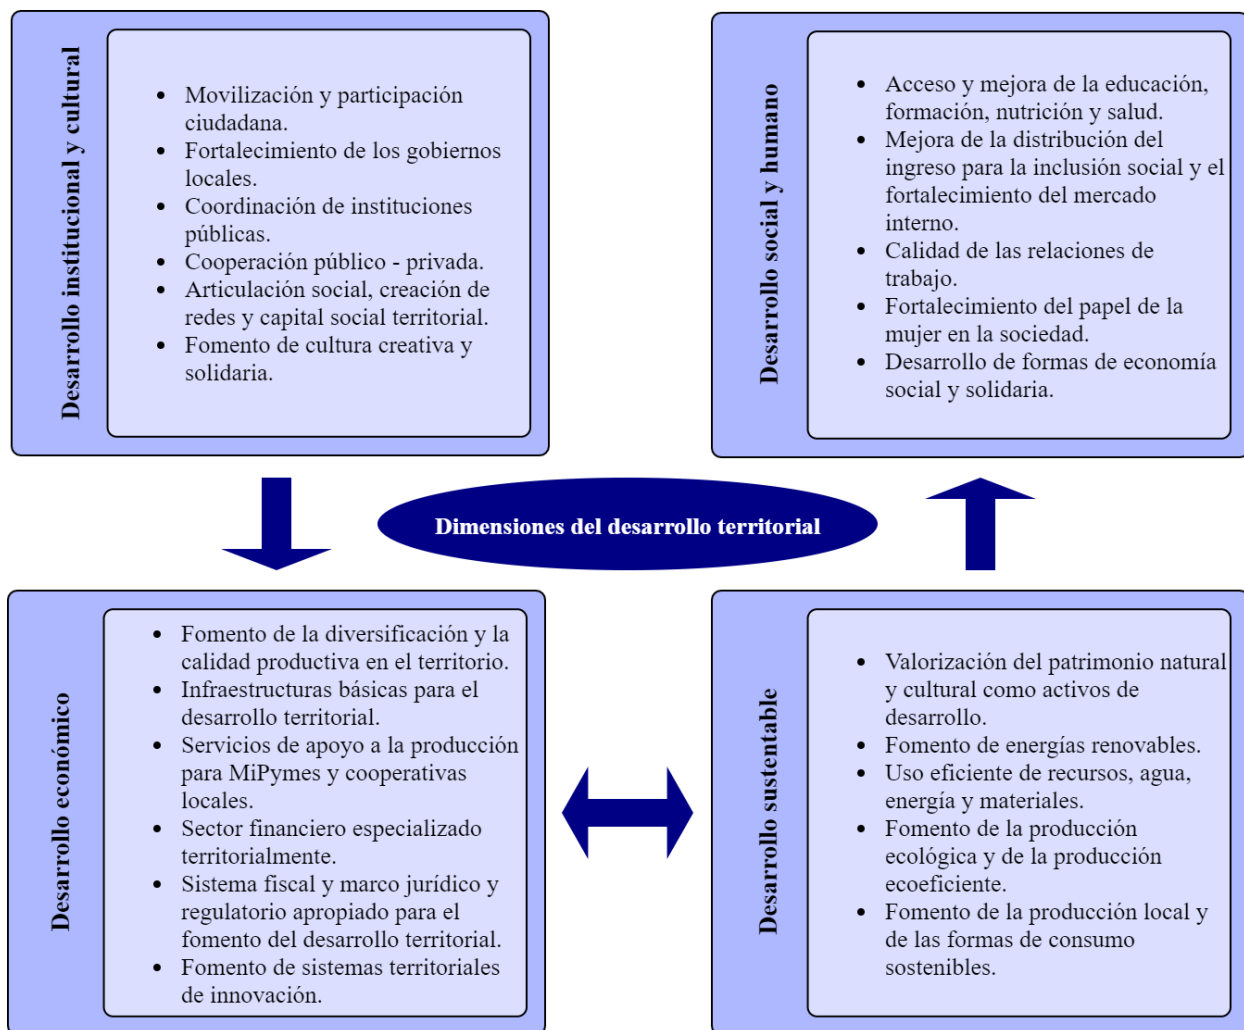 Desarrollo institucional y cultural
• Movilización y participación
ciudadana.
• Fortalecimiento de los gobiernos
locales.
• Coordinación de instituciones
públicas.
• Cooperación público - privada.
• Articulación social, creación de
redes y capital social territorial.
• Fomento de cultura creativa y
solidaria.
Desarrollo social y humano
• Acceso y mejora de la educación,
formación, nutrición y salud.
• Mejora de la distribución del
ingreso para la inclusión social y el
fortalecimiento del mercado
interno.
• Calidad de las relaciones de
trabajo.
• Fortalecimiento del papel de la
mujer en la sociedad.
• Desarrollo de formas de economía
social y solidaria.
Dimensiones del desarrollo territorial
Desarrollo económico
• Fomento de la diversificación y la
calidad productiva en el territorio.
• Infraestructuras básicas para el
desarrollo territorial.
• Servicios de apoyo a la producción
para MiPymes y cooperativas
locales.
• Sector financiero especializado
territorialmente.
• Sistema fiscal y marco jurídico y
regulatorio apropiado para el
fomento del desarrollo territorial.
• Fomento de sistemas territoriales
de innovación.
Desarrollo sustentable
• Valorización del patrimonio natural
y cultural como activos de
desarrollo.
• Fomento de energías renovables.
• Uso eficiente de recursos, agua,
energía y materiales.
• Fomento de la producción
ecológica y de la producción
ecoeficiente.
• Fomento de la producción local y
de las formas de consumo
sostenibles.